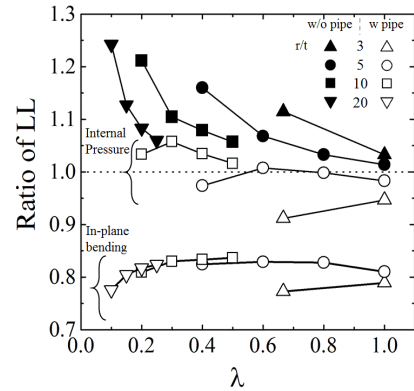 1.3
1.2
1.1
1.0
0.9
0.8
0.7
Ratio of LL
w/o pipe w pipe
r/t 3
5
10
20
Internal
Pressure
In-plane
bending
0.0 0.2 0.4 0.6 0.8 1.0
λ